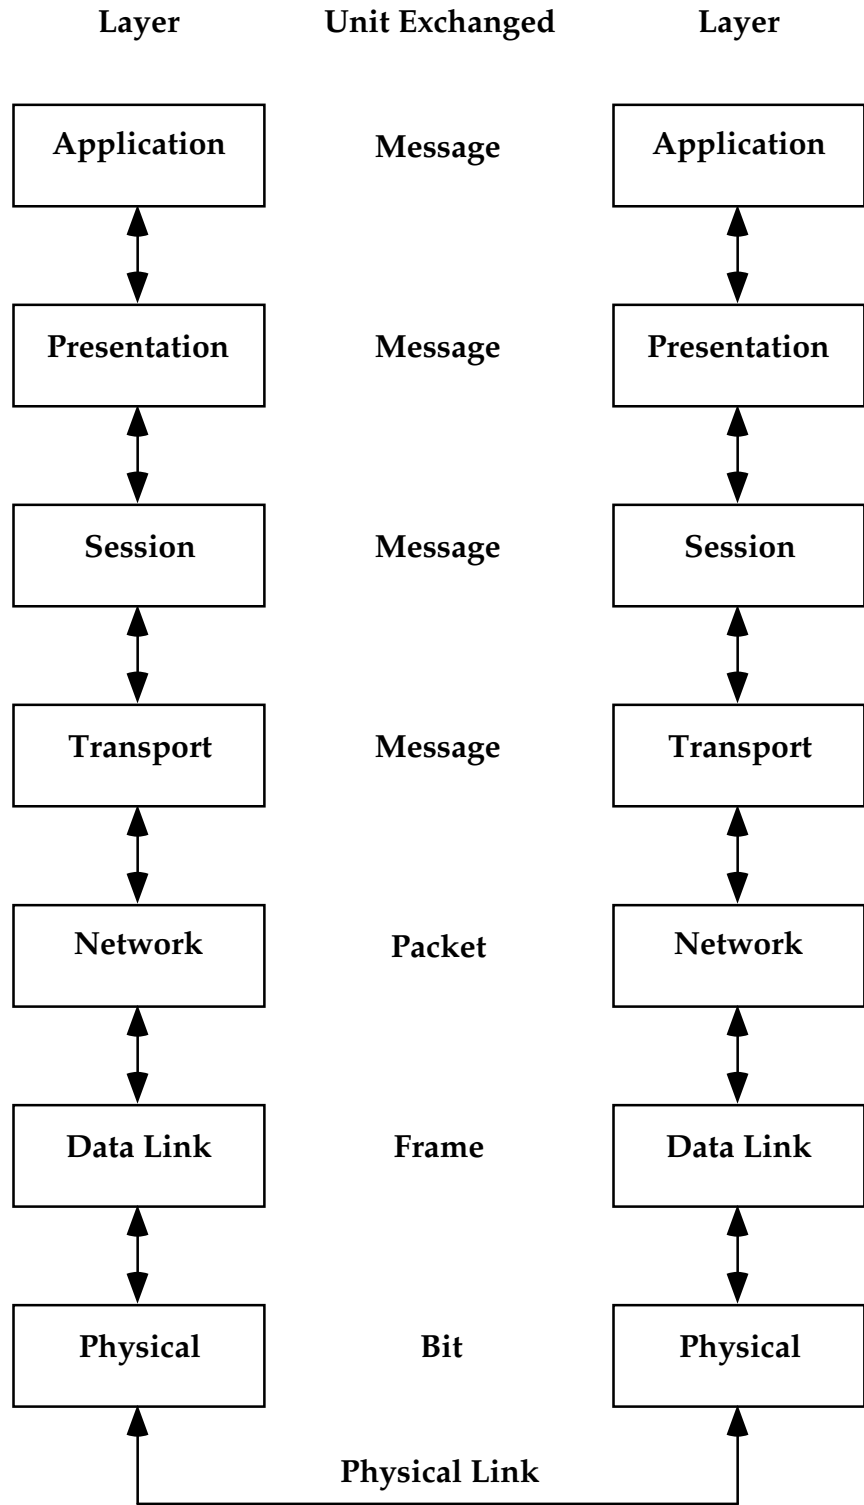 Layer Unit Exchanged Layer
Application Message Application
Presentation Message Presentation
Session Message Session
Transport Message Transport
Network Packet Network
Data Link Frame Data Link
Physical Bit Physical
Physical Link